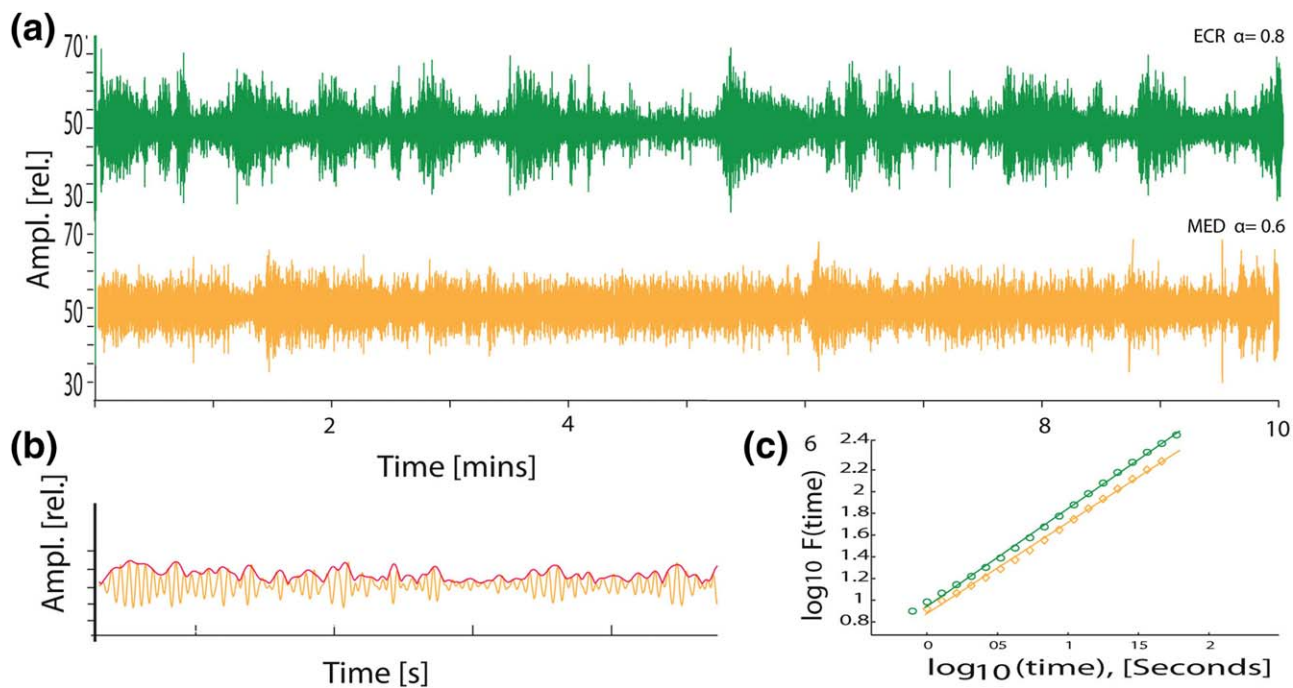 (a)
ECR α= 0.8
70
50
30
Ampl. [rel.]
MED α= 0.6
70
50
30
2
4
8
10
Time [mins]
(b)
Ampl. [rel.]
Time [s]
(c)
6
2.4
2.2
2
1.8
1.6
1.4
1.2
1
0.8
log10 F(time)
0
05
1
15
2
log10(time), [Seconds]